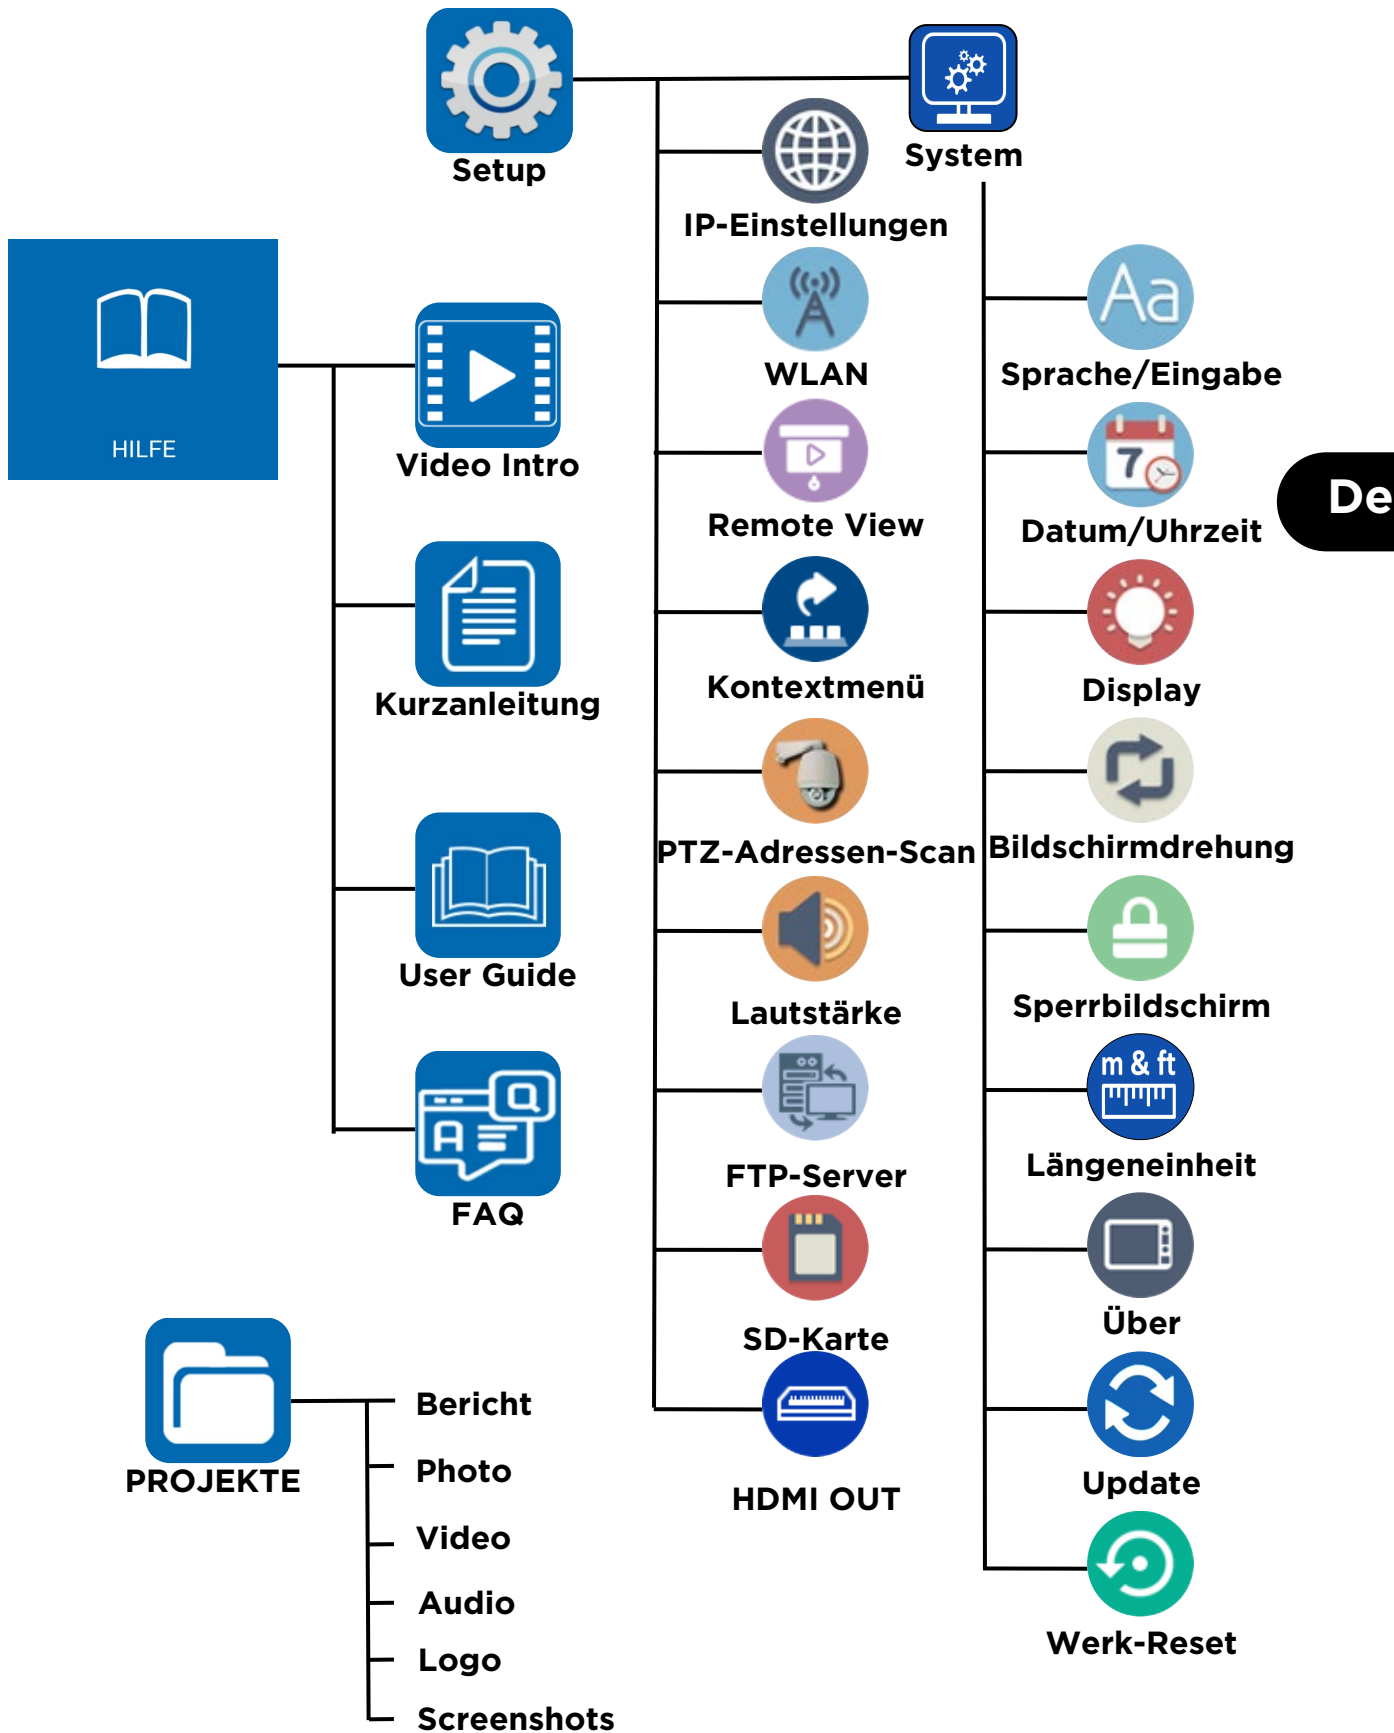 Setup
System
IP-Einstellungen
HILFE
Video Intro
Kurzanleitung
User Guide
Q
A
FAQ
WLAN
Remote View
Kontextmenü
PTZ-Adressen-Scan
Lautstärke
FTP-Server
SD-Karte
HDMI OUT
Aa
Sprache/Eingabe
7
Datum/Uhrzeit
Display
Bildschirmdrehung
Sperrbildschirm
m & ft
Längeneinheit
Über
Update
Werk-Reset
De
PROJEKTE
Bericht
Photo
Video
Audio
Logo
Screenshots